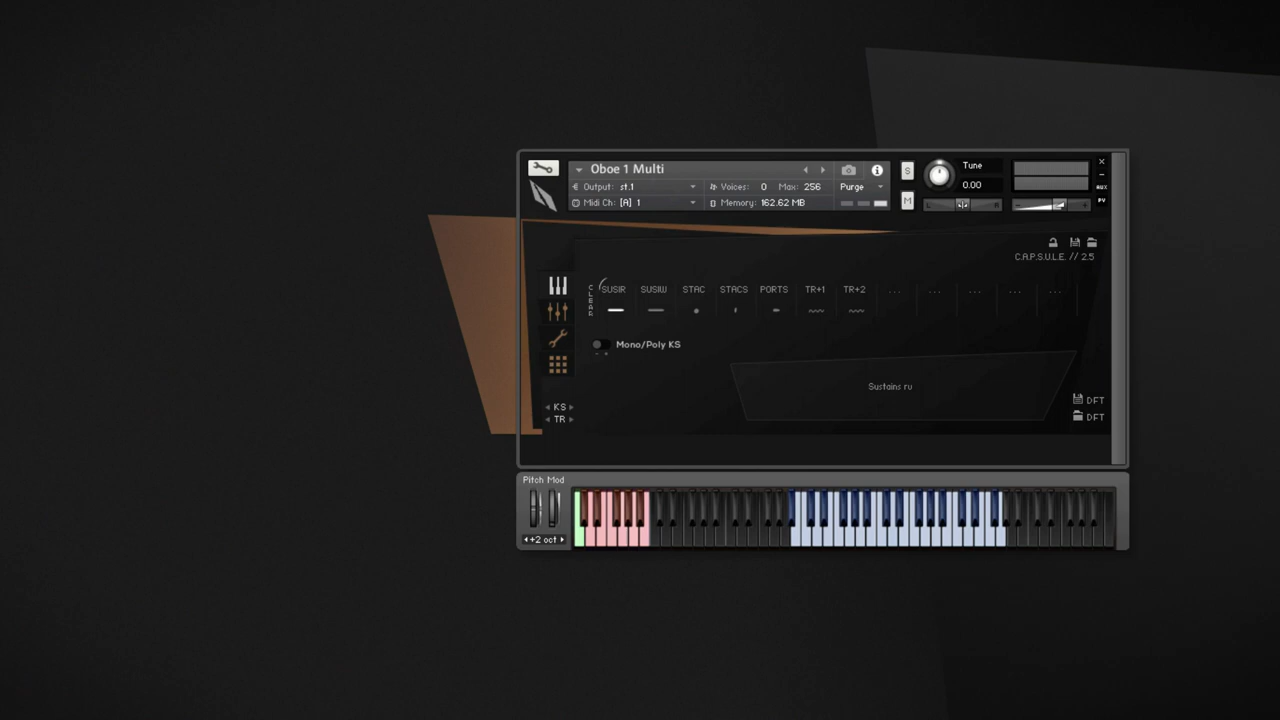 Oboe 1 Multi
Output: st.1
Voices: 0 Max: 256
Purge
Midi Ch: [A] 1
Memory: 162.62 MB
S
M
Tune
0.00
L R
AUX
PV
C.A.P.S.U.L.E. // 2.5
CLEAR
SUSIR SUSIW STAC STACS PORTS TR+1 TR+2 ... ... ... ... ...
Mono/Poly KS
Sustains rv
KS
TR
DFT
DFT
Pitch Mod
+2 oct